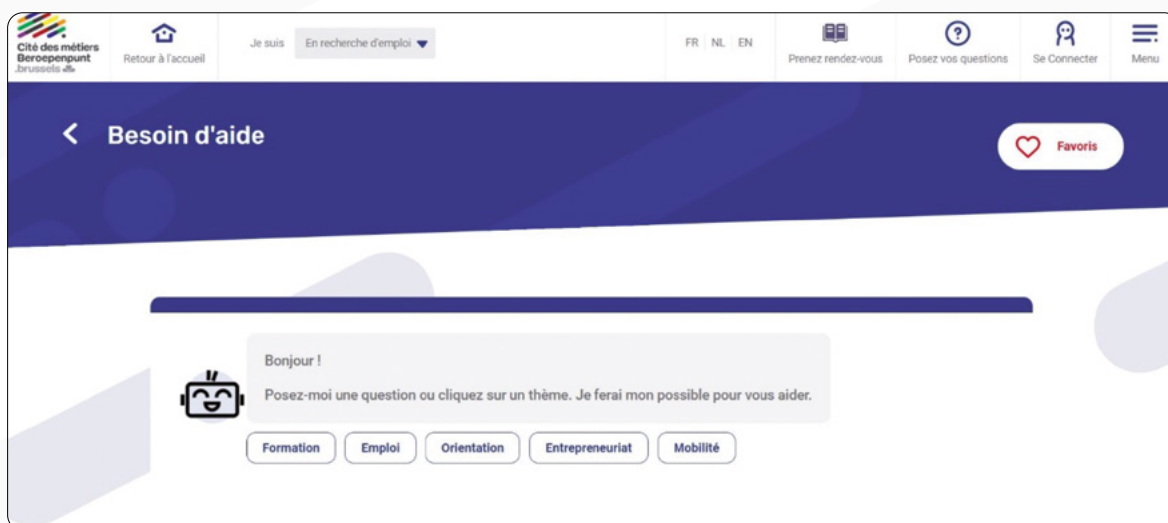 Cité des métiers
Beroepenpunt
.brussels
Retour à l'accueil
Je suis
En recherche d'emploi
FR NL EN
Prenez rendez-vous
Posez vos questions
Se Connecter
Menu
Besoin d'aide
Favoris
Bonjour !
Posez-moi une question ou cliquez sur un thème. Je ferai mon possible pour vous aider.
Formation
Emploi
Orientation
Entrepreneuriat
Mobilité